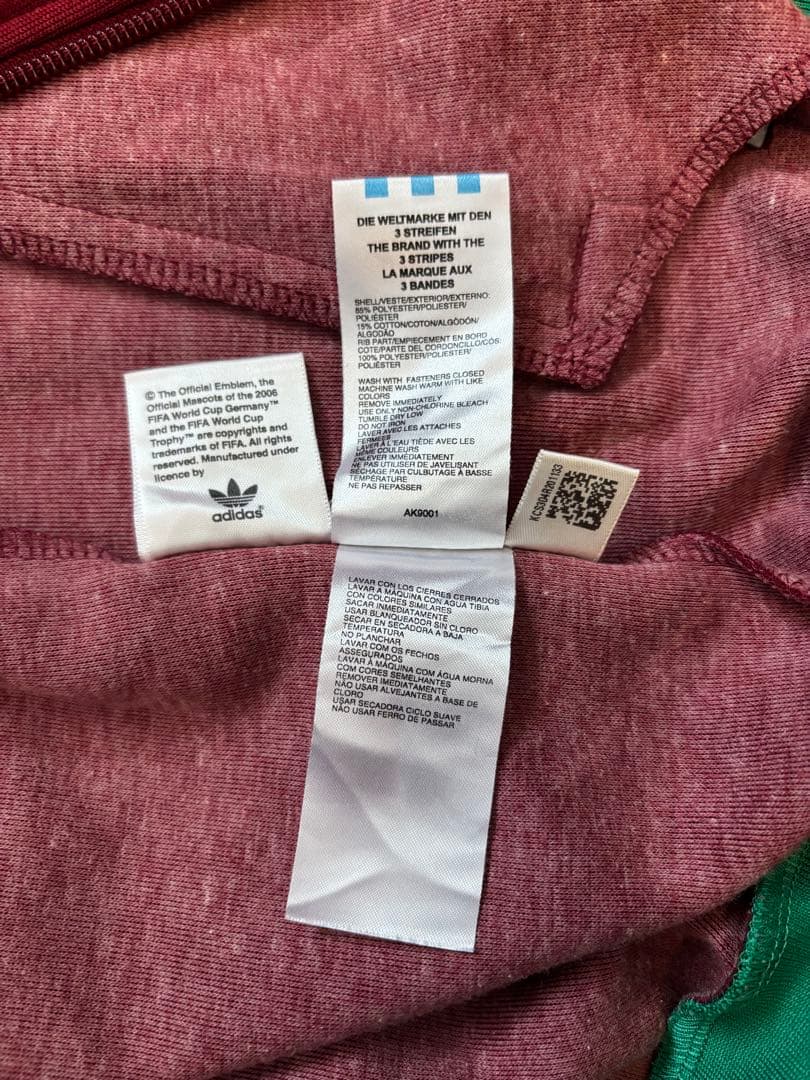 DIE WELTMARKE MIT DEN
3 STREIFEN
THE BRAND WITH THE
3 STRIPES
LA MARQUE AUX
3 BANDES
SHELL/VESTE/EXTERIOR/EXTERNO:
85% POLYESTER/POLIESTER/
POLIÉSTER
15% COTTON/COTON/ALGODÓN/
ALGODÃO
RIB PART/EMPIECEMENT EN BORD
COTE/PARTE DEL CORDONCILLO/CÓS:
100% POLYESTER/POLIESTER/
POLIÉSTER
WASH WITH FASTENERS CLOSED
MACHINE WASH WARM WITH LIKE
COLORS
REMOVE IMMEDIATELY
USE ONLY NON-CHLORINE BLEACH
TUMBLE DRY LOW
DO NOT IRON
LAVER AVEC LES ATTACHES
FERMEES
LAVER À L'EAU TIÈDE AVEC LES
MÊME COULEURS
ENLEVER IMMÉDIATEMENT
NE PAS UTILISER DE JAVELISANT
SÉCHAGE PAR CULBUTAGE À BASSE
TEMPÉRATURE
NE PAS REPASSER
AK9001
© The Official Emblem, the
Official Mascots of the 2006
FIFA World Cup Germany™
and the FIFA World Cup
Trophy™ are copyrights and
trademarks of FIFA. All rights
reserved. Manufactured under
licence by
adidas®
LAVAR CON LOS CIERRES CERRADOS
LAVAR A MÁQUINA CON AGUA TIBIA
CON COLORES SIMILARES
SACAR INMEDIATAMENTE
USAR BLANQUEADOR SIN CLORO
SECAR EN SECADORA A BAJA
TEMPERATURA
NO PLANCHAR
LAVAR COM OS FECHOS
ASSEGURADOS
LAVAR À MÁQUINA COM ÁGUA MORNA
COM CORES SEMELHANTES
REMOVER IMEDIATAMENTE
NÃO USAR ALVEJANTES À BASE DE
CLORO
USAR SECADORA CICLO SUAVE
NÃO USAR FERRO DE PASSAR